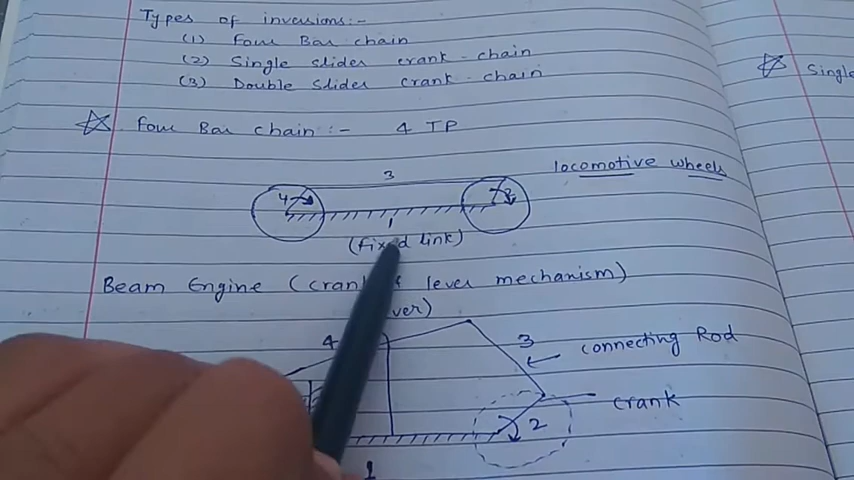 Types of inversions:-
(1) Four Bar chain
(2) Single slider crank-chain
(3) Double slider crank-chain
Single
Four Bar chain:- 4 TP
3
locomotive wheels
4
2
1
(fixed link)
Beam Engine (crank lever mechanism)
4
3
connecting Rod
crank
2
1